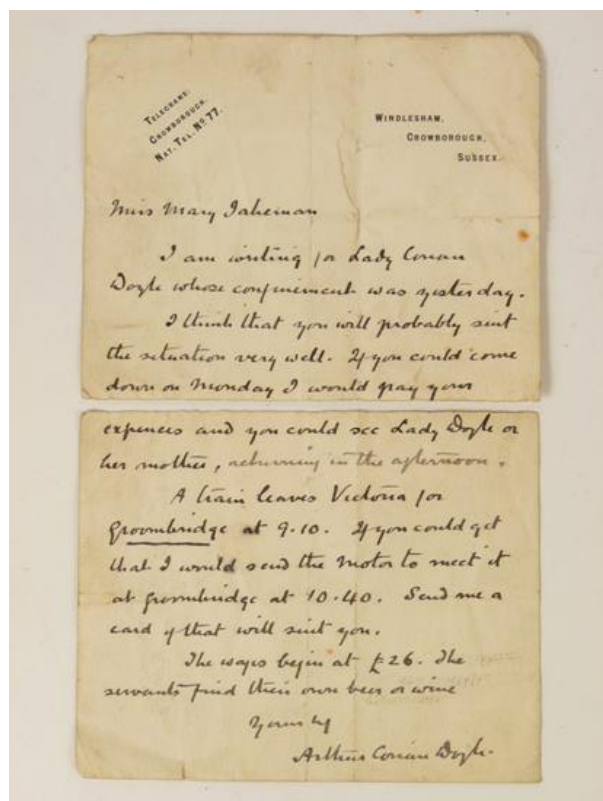 Telegrams.
Crowborough.
Nat. Tel. No. 77.
Windlesham,
Crowborough,
Sussex.
Miss Mary Jakeman
I am writing for Lady Conan
Doyle whose confinement was yesterday.
I think that you will probably suit
the situation very well. If you could come
down on Monday I would pay your
expences and you could see Lady Doyle or
her mother, returning in the afternoon.
A train leaves Victoria for
Groombridge at 9.10. If you could get
that I would send the motor to meet it
at Groombridge at 10.40. Send me a
card if that will suit you.
The wages begin at £26. The
servants find their own beer or wine
Yours
Arthur Conan Doyle.